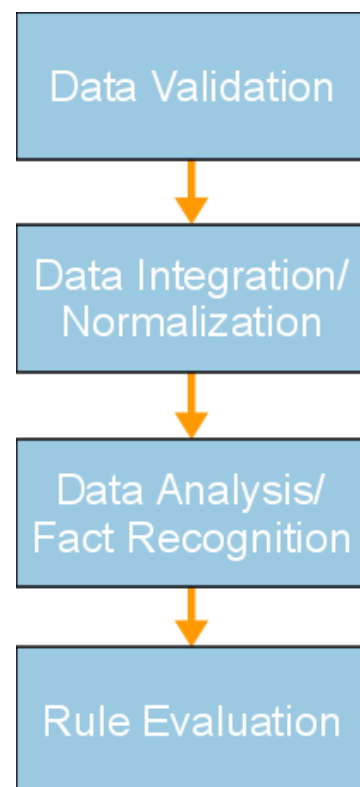 Data Validation
Data Integration/
Normalization
Data Analysis/
Fact Recognition
Rule Evaluation